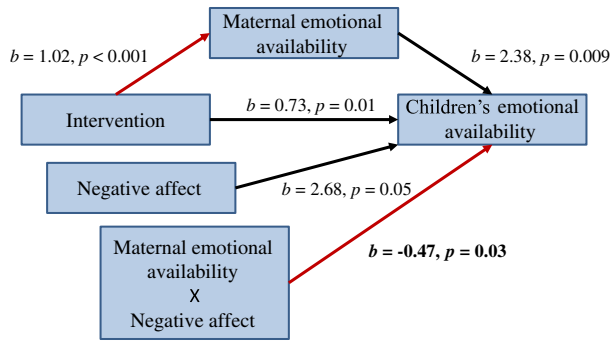 Maternal emotional
availability
b = 1.02, p < 0.001
b = 2.38, p = 0.009
Intervention
b = 0.73, p = 0.01
Children's emotional
availability
Negative affect
b = 2.68, p = 0.05
Maternal emotional
availability
X
Negative affect
b = -0.47, p = 0.03